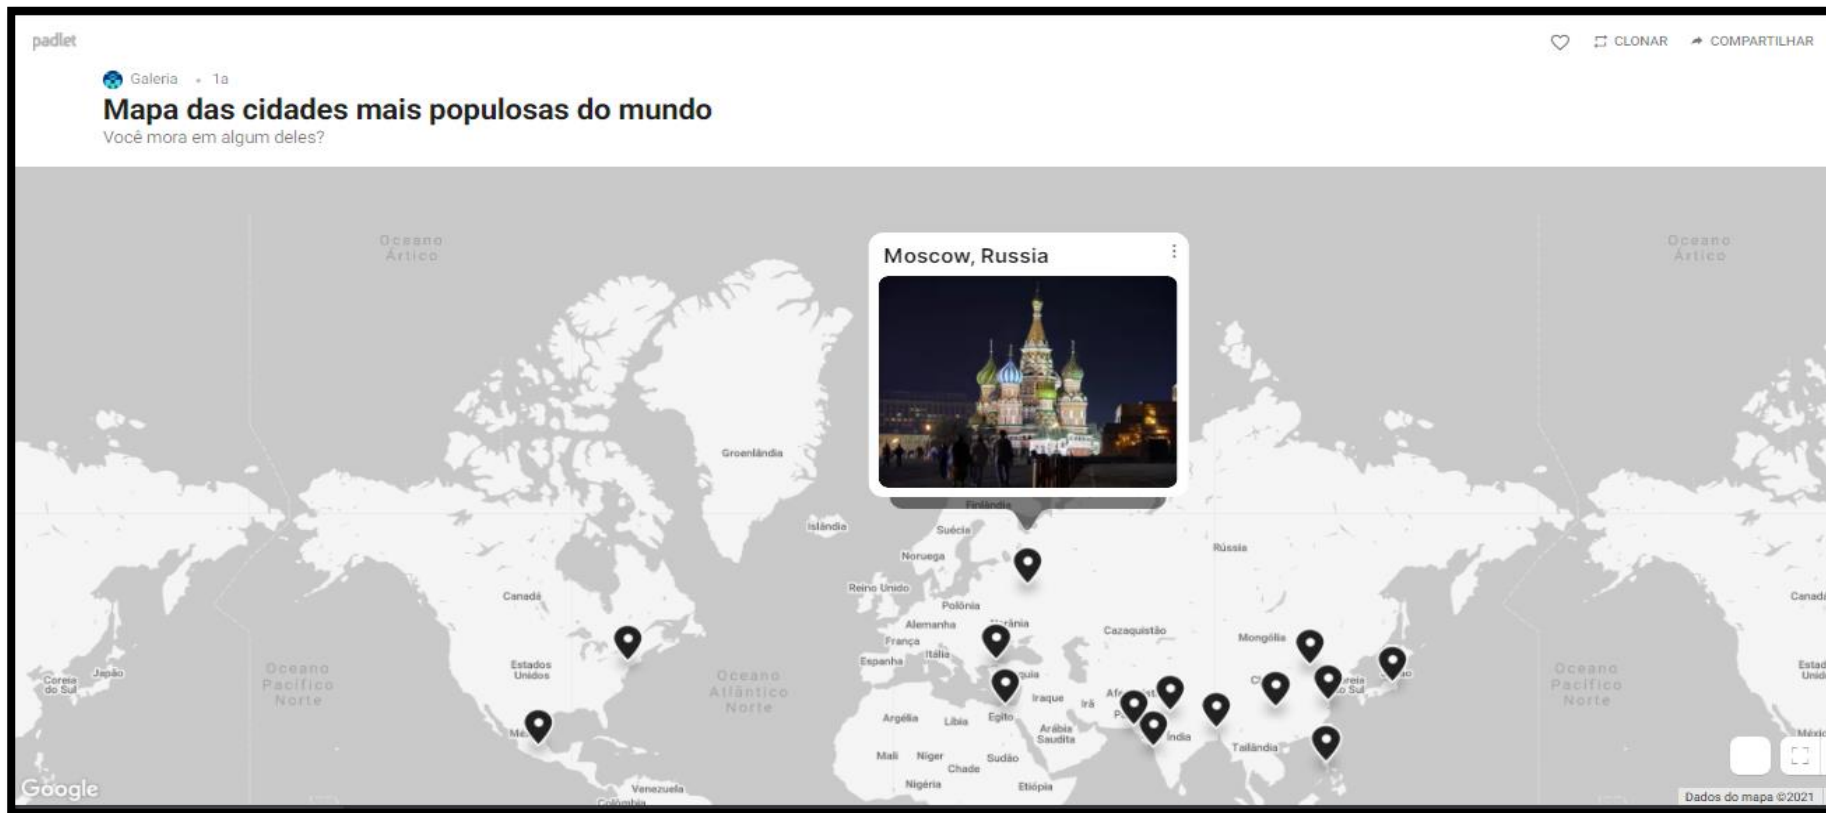 padlet
CLONAR
COMPARTILHAR
Galeria • 1a
Mapa das cidades mais populosas do mundo
Você mora em algum deles?
Oceano Ártico
Oceano Ártico
Moscow, Russia
Groenlândia
Islândia
Finlândia
Suécia
Noruega
Rússia
Reino Unido
Canadá
Canadá
Polônia
Alemanha
França
Cazaquistão
Mongólia
Itália
Espanha
Coreia do Sul
Japão
Oceano Pacífico Norte
Estados Unidos
Oceano Atlântico Norte
Iraque
Irã
Oceano Pacífico Norte
Argélia
Líbia
Egito
Arábia Saudita
Índia
Tailândia
Mali
Níger
Chade
Sudão
Nigéria
Etiópia
Venezuela
Colômbia
Google
Dados do mapa ©2021